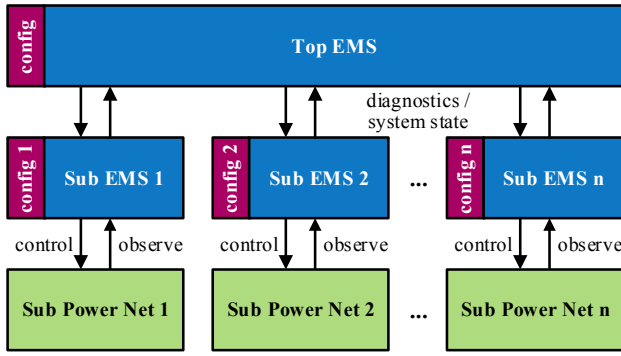 config
Top EMS
diagnostics /
system state
config 1
Sub EMS 1
config 2
Sub EMS 2
...
config n
Sub EMS n
control
observe
control
observe
control
observe
Sub Power Net 1
Sub Power Net 2
...
Sub Power Net n